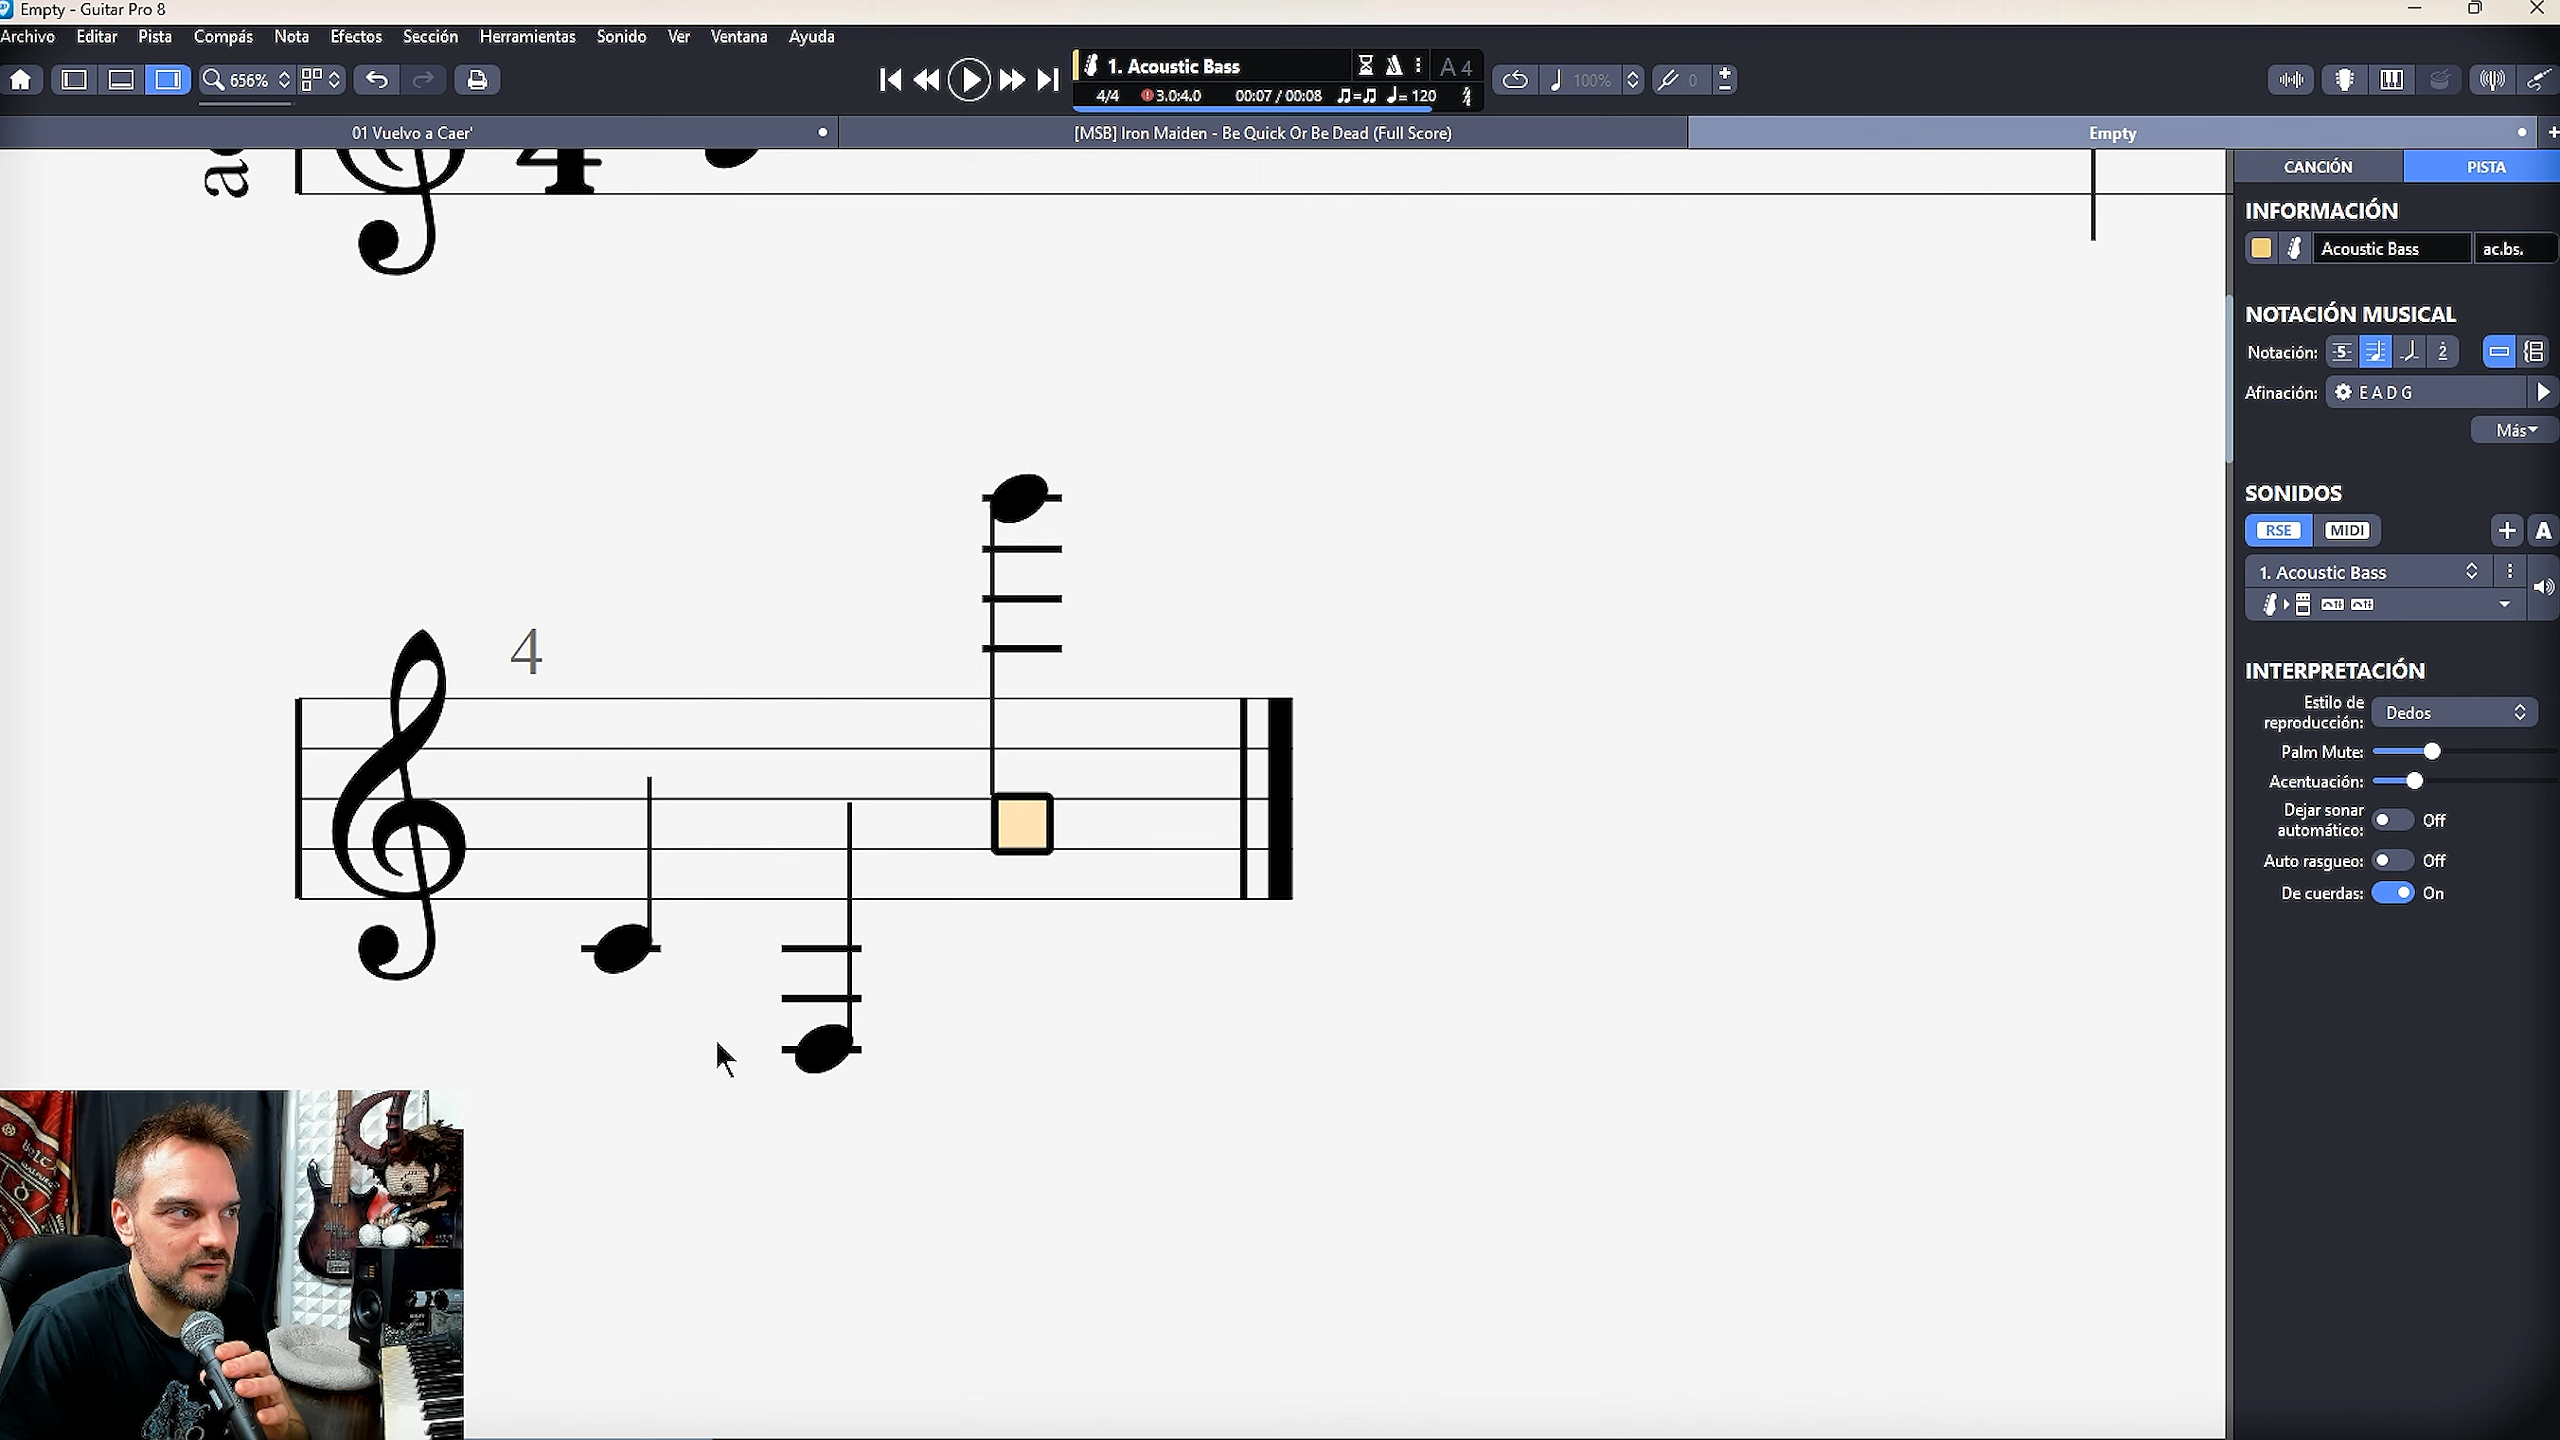 Empty - Guitar Pro 8
Archivo Editar Pista Compás Nota Efectos Sección Herramientas Sonido Ver Ventana Ayuda
656%
1. Acoustic Bass A 4
4/4 3.0:4.0 00:07 / 00:08 ♫=♫ ♩= 120
100% 0
01 Vuelvo a Caer'
[MSB] Iron Maiden - Be Quick Or Be Dead (Full Score)
Empty
CANCIÓN PISTA
INFORMACIÓN
Acoustic Bass ac.bs.
NOTACIÓN MUSICAL
Notación: 5 2
Afinación: E A D G
Más
SONIDOS
RSE MIDI + A
1. Acoustic Bass
INTERPRETACIÓN
Estilo de reproducción: Dedos
Palm Mute:
Acentuación:
Dejar sonar automático: Off
Auto rasgueo: Off
De cuerdas: On
4
4